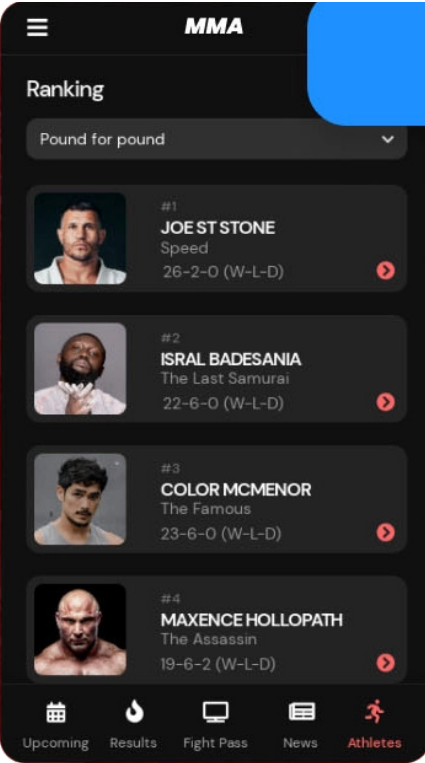 MMA
Ranking
Pound for pound
#1
JOE ST STONE
Speed
26-2-0 (W-L-D)
#2
ISRAL BADESANIA
The Last Samurai
22-6-0 (W-L-D)
#3
COLOR MCMENOR
The Famous
23-6-0 (W-L-D)
#4
MAXENCE HOLLOPATH
The Assassin
19-6-2 (W-L-D)
Upcoming Results Fight Pass News Athletes